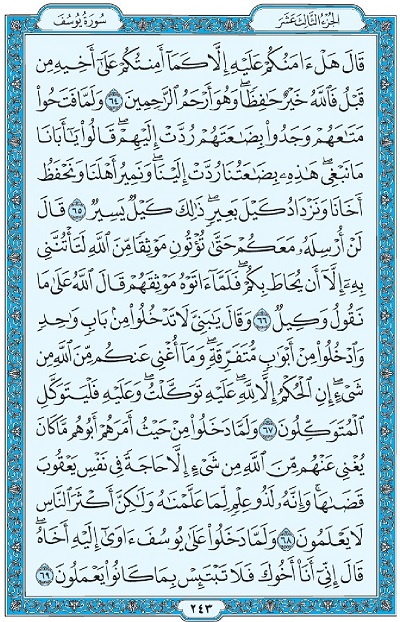 الجزء الثالث عشر
سورة يوسف
قَالَ هَلْ ءَامَنُكُمْ عَلَيْهِ إِلَّا كَمَآ أَمِنتُكُمْ عَلَىٰٓ أَخِيهِ مِن
قَبْلُ فَٱللَّهُ خَيْرٌ حَٰفِظًا ۖ وَهُوَ أَرْحَمُ ٱلرَّٰحِمِينَ ٦٤ وَلَمَّا فَتَحُوا۟
مَتَٰعَهُمْ وَجَدُوا۟ بِضَٰعَتَهُمْ رُدَّتْ إِلَيْهِمْ ۖ قَالُوا۟ يَٰٓأَبَانَا
مَا نَبْغِى ۖ هَٰذِهِۦ بِضَٰعَتُنَا رُدَّتْ إِلَيْنَا ۖ وَنَمِيرُ أَهْلَنَا وَنَحْفَظُ
أَخَانَا وَنَزْدَادُ كَيْلَ بَعِيرٍ ۖ ذَٰلِكَ كَيْلٌ يَسِيرٌ ٦٥ قَالَ
لَنْ أُرْسِلَهُۥ مَعَكُمْ حَتَّىٰ تُؤْتُونِ مَوْثِقًا مِّنَ ٱللَّهِ لَتَأْتُنَّنِى
بِهِۦٓ إِلَّآ أَن يُحَاطَ بِكُمْ ۖ فَلَمَّآ ءَاتَوْهُ مَوْثِقَهُمْ قَالَ ٱللَّهُ عَلَىٰ مَا
نَقُولُ وَكِيلٌ ٦٦ وَقَالَ يَٰبَنِىَّ لَا تَدْخُلُوا۟ مِنۢ بَابٍ وَٰحِدٍ
وَٱدْخُلُوا۟ مِنْ أَبْوَٰبٍ مُّتَفَرِّقَةٍ ۖ وَمَآ أُغْنِى عَنكُم مِّنَ ٱللَّهِ مِن
شَىْءٍ ۖ إِنِ ٱلْحُكْمُ إِلَّا لِلَّهِ ۖ عَلَيْهِ تَوَكَّلْتُ ۖ وَعَلَيْهِ فَلْيَتَوَكَّلِ
ٱلْمُتَوَكِّلُونَ ٦٧ وَلَمَّا دَخَلُوا۟ مِنْ حَيْثُ أَمَرَهُمْ أَبُوهُم مَّا كَانَ
يُغْنِى عَنْهُم مِّنَ ٱللَّهِ مِن شَىْءٍ إِلَّا حَاجَةً فِى نَفْسِ يَعْقُوبَ
قَضَىٰهَا ۚ وَإِنَّهُۥ لَذُو عِلْمٍ لِّمَا عَلَّمْنَٰهُ وَلَٰكِنَّ أَكْثَرَ ٱلنَّاسِ
لَا يَعْلَمُونَ ٦٨ وَلَمَّا دَخَلُوا۟ عَلَىٰ يُوسُفَ ءَاوَىٰٓ إِلَيْهِ أَخَاهُ ۖ
قَالَ إِنِّىٓ أَنَا۠ أَخُوكَ فَلَا تَبْتَئِسْ بِمَا كَانُوا۟ يَعْمَلُونَ ٦٩
٢٤٣